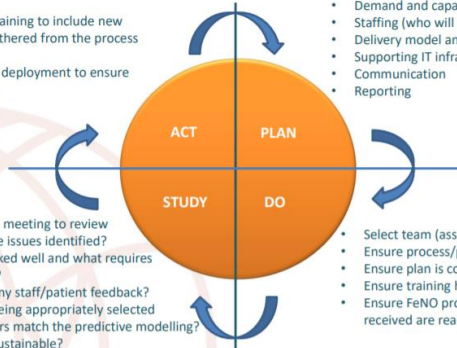 aining to include new
thered from the process
deployment to ensure
• Demand and capa
• Staffing (who will
• Delivery model an
• Supporting IT infra
• Communication
• Reporting
ACT
PLAN
STUDY
DO
meeting to review
e issues identified?
ked well and what requires
?
ny staff/patient feedback?
eing appropriately selected
rs match the predictive modelling?
ustainable?
• Select team (ass
• Ensure process/p
• Ensure plan is co
• Ensure training h
• Ensure FeNO pro
received are rea